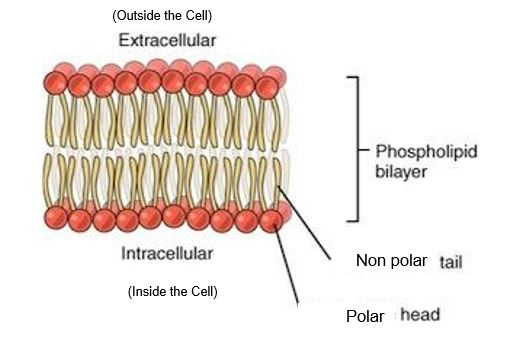 (Outside the Cell)
Extracellular
Phospholipid
bilayer
Intracellular
Non polar tail
(Inside the Cell)
Polar head